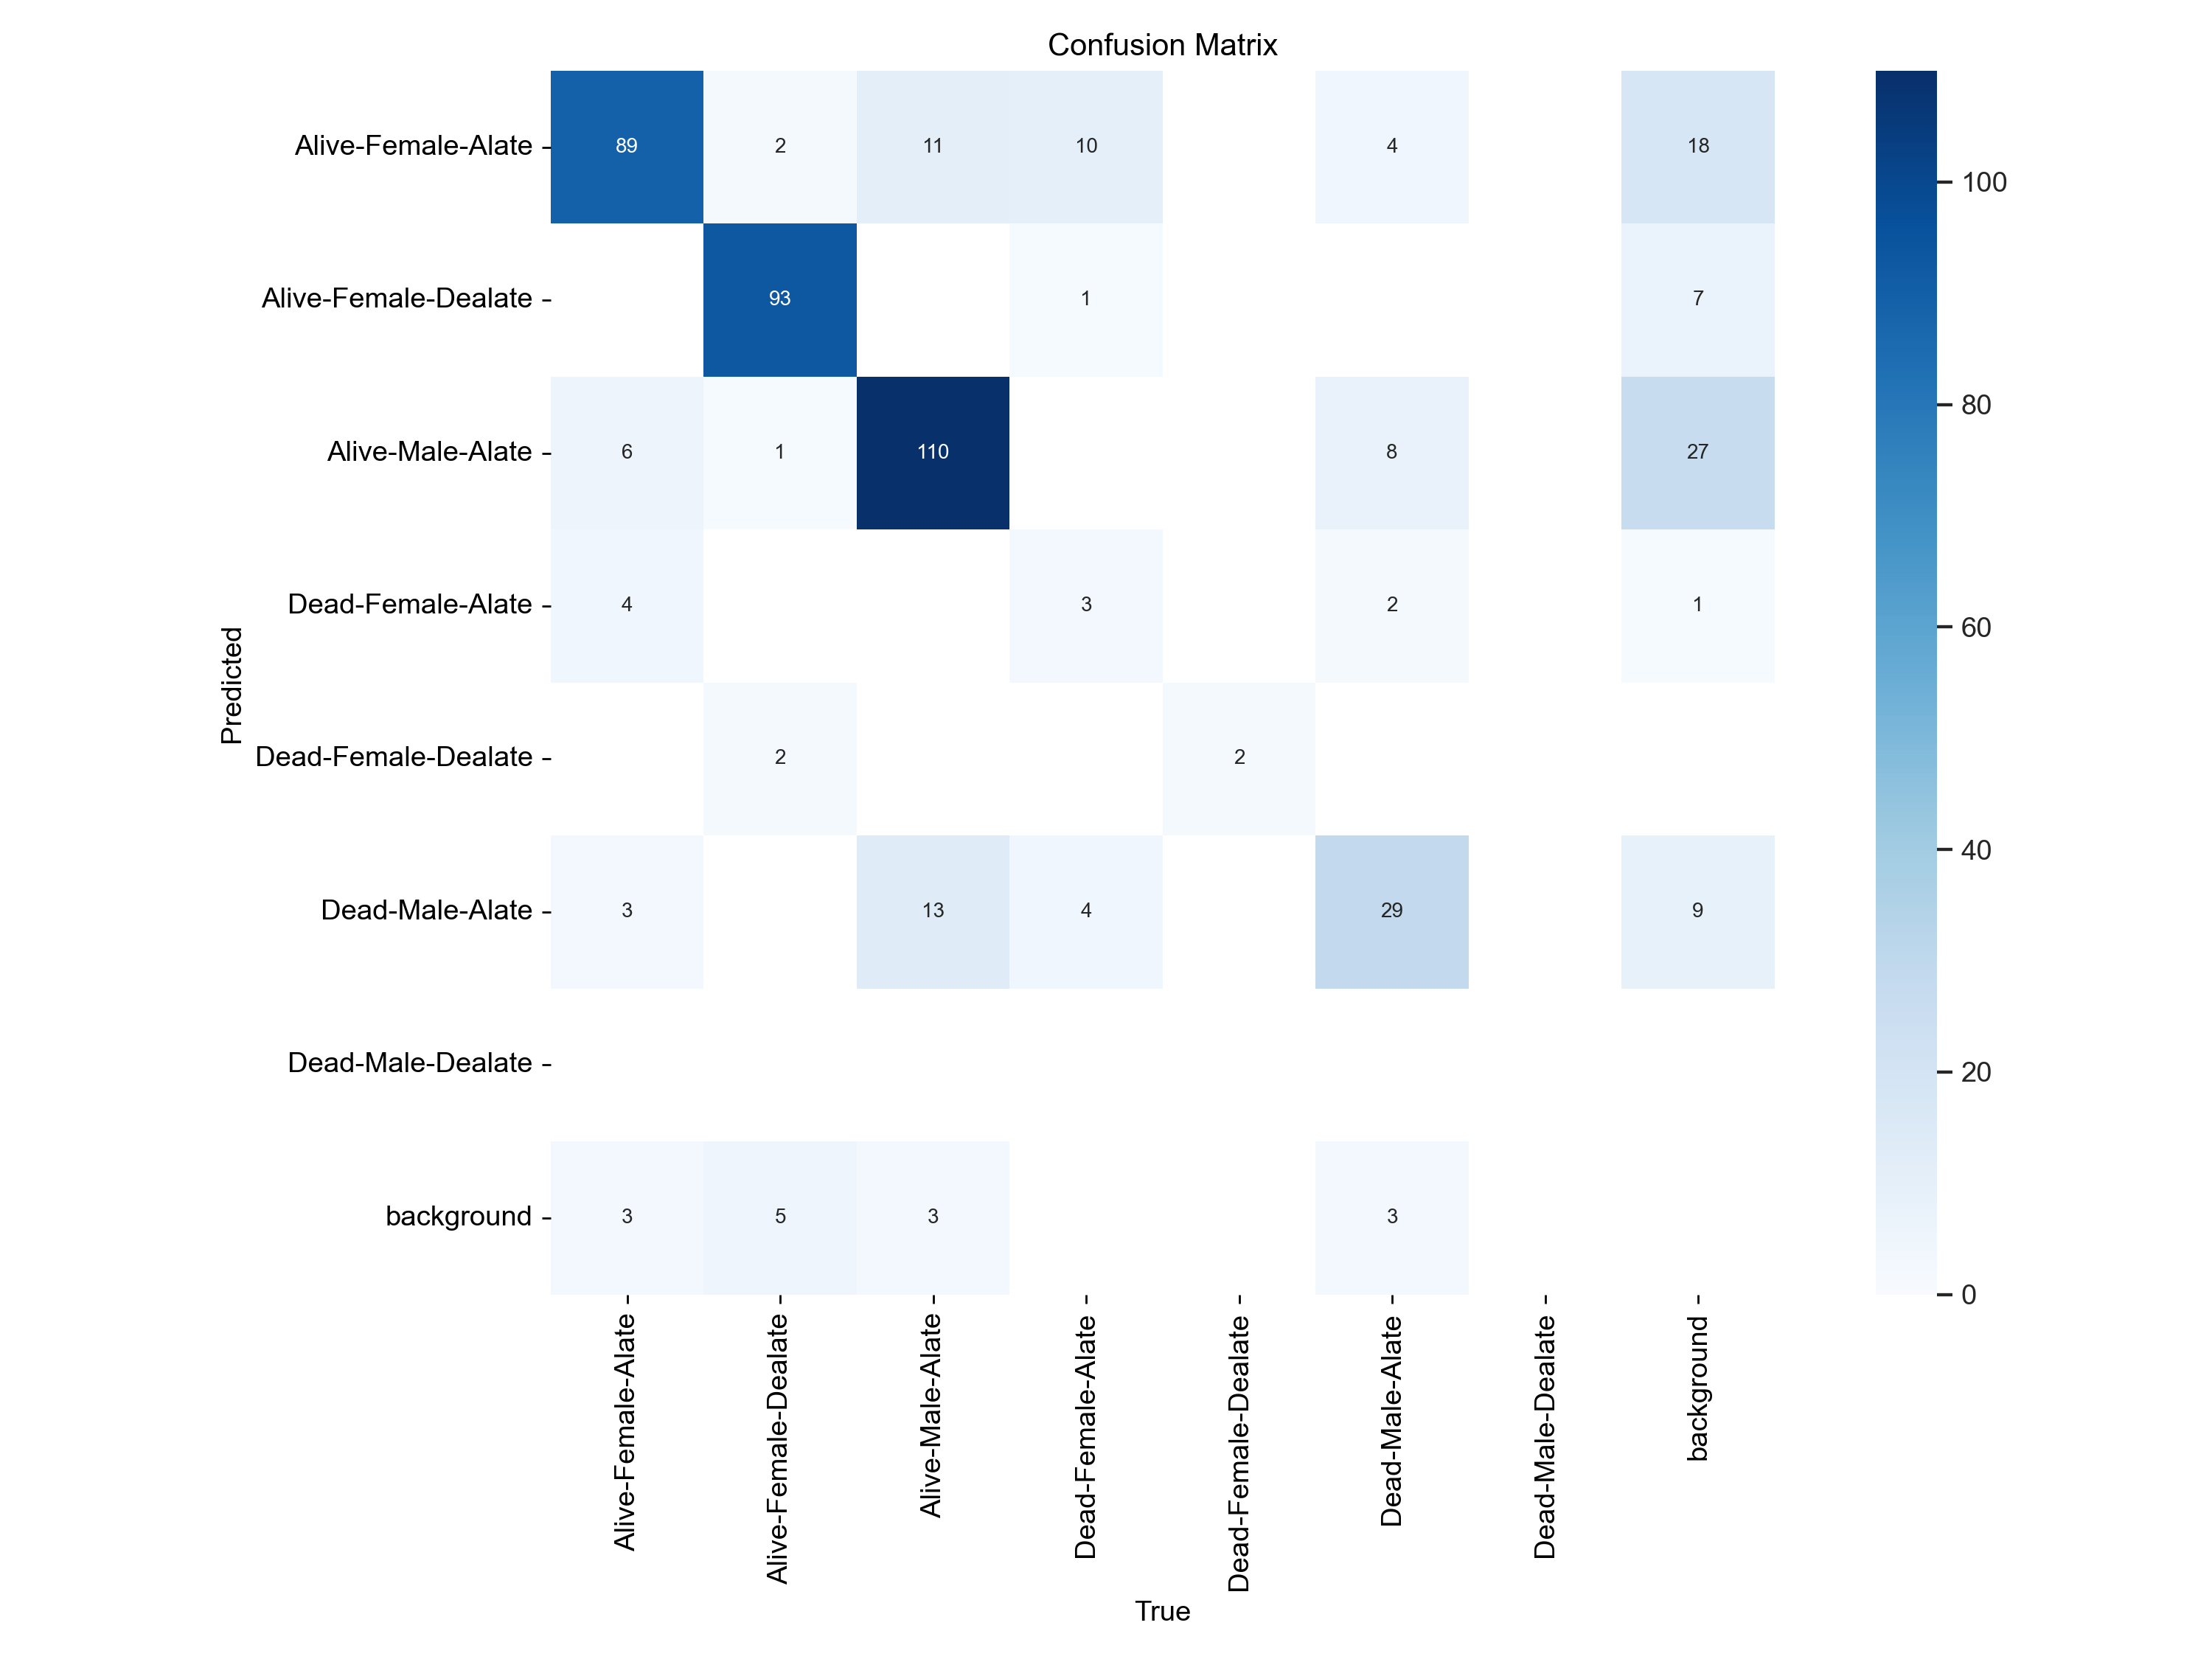 Confusion Matrix
Alive-Female-Alate 89 2 11 10 4 18
Alive-Female-Dealate 93 1 7
Alive-Male-Alate 6 1 110 8 27
Dead-Female-Alate 4 3 2 1
Dead-Female-Dealate 2 2
Dead-Male-Alate 3 13 4 29 9
Dead-Male-Dealate
background 3 5 3 3
Predicted
Alive-Female-Alate
Alive-Female-Dealate
Alive-Male-Alate
Dead-Female-Alate
Dead-Female-Dealate
Dead-Male-Alate
Dead-Male-Dealate
background
True
100
80
60
40
20
0